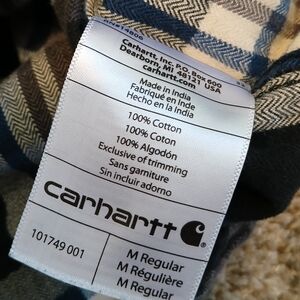 Carhartt, Inc. P.O. Box 600
Dearborn, MI 48121 USA
carhartt.com
Made in India
Fabriqué en Inde
Hecho en la India
100% Cotton
100% Coton
100% Algodón
Exclusive of trimming
Sans garniture
Sin incluir adorno
carhartt
101749 001
M Regular
M Régulière
M Regular